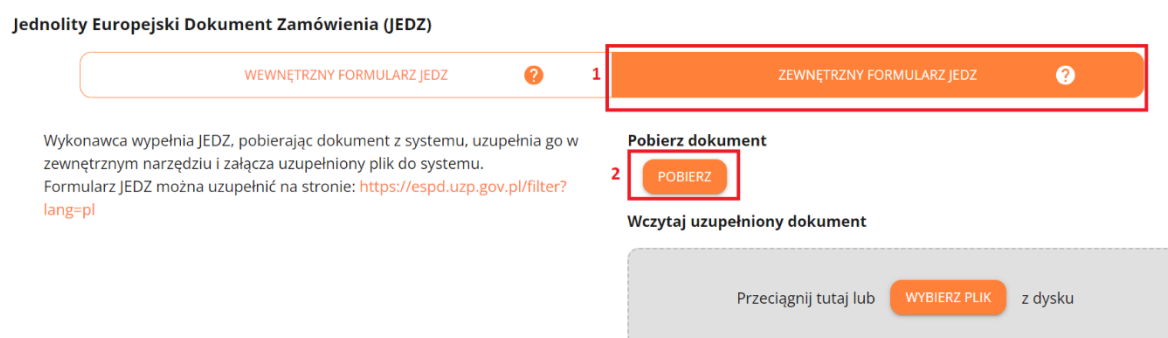 Jednolity Europejski Dokument Zamówienia (JEDZ)
WEWNĘTRZNY FORMULARZ JEDZ ?
1 ZEWNĘTRZNY FORMULARZ JEDZ ?
Wykonawca wypełnia JEDZ, pobierając dokument z systemu, uzupełnia go w
zewnętrznym narzędziu i załącza uzupełniony plik do systemu.
Formularz JEDZ można uzupełnić na stronie: https://espd.uzp.gov.pl/filter?
lang=pl
Pobierz dokument
2 POBIERZ
Wczytaj uzupełniony dokument
Przeciągnij tutaj lub WYBIERZ PLIK z dysku